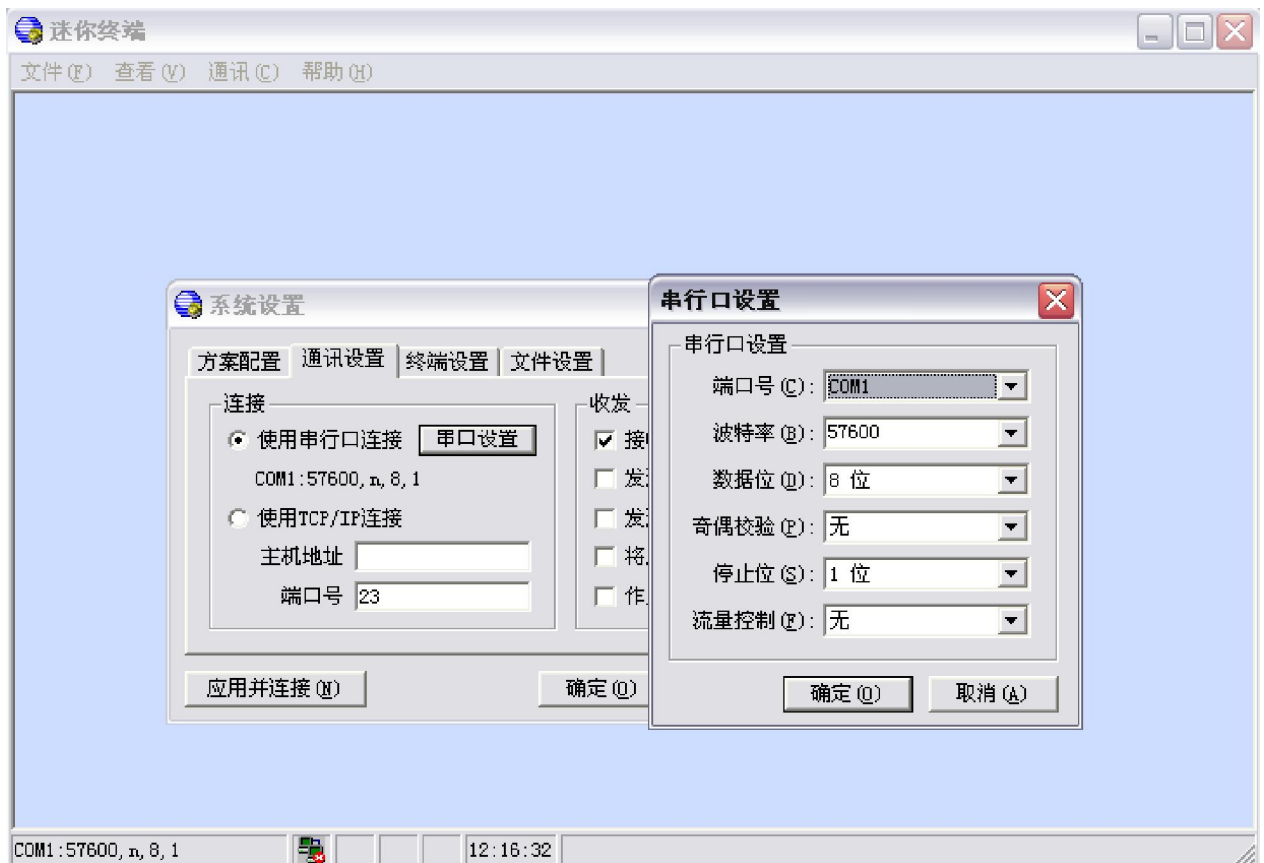 迷你终端
文件(F) 查看(V) 通讯(C) 帮助(H)
系统设置
方案配置 通讯设置 终端设置 文件设置
连接
使用串行口连接 串口设置
COM1:57600,n,8,1
使用TCP/IP连接
主机地址
端口号 23
收发
接
发
发
将
作
应用并连接(N) 确定(O)
串行口设置
串行口设置
端口号(C): COM1
波特率(B): 57600
数据位(D): 8 位
奇偶校验(P): 无
停止位(S): 1 位
流量控制(F): 无
确定(O) 取消(A)
COM1:57600,n,8,1 12:16:32